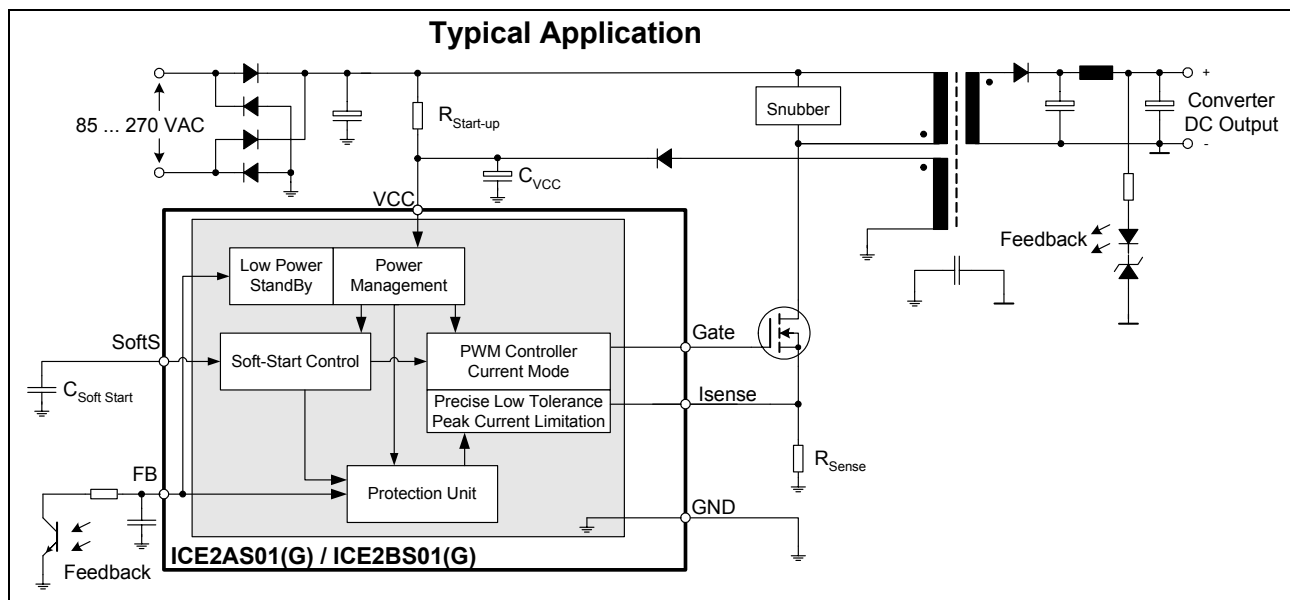 Typical Application
+
Snubber
Converter
DC Output
85 ... 270 VAC
RStart-up
-
CVCC
VCC
Feedback
Low Power
StandBy
Power
Management
SoftS
Gate
Soft-Start Control
PWM Controller
Current Mode
CSoft Start
Isense
Precise Low Tolerance
Peak Current Limitation
RSense
FB
Protection Unit
GND
ICE2AS01(G) / ICE2BS01(G)
Feedback